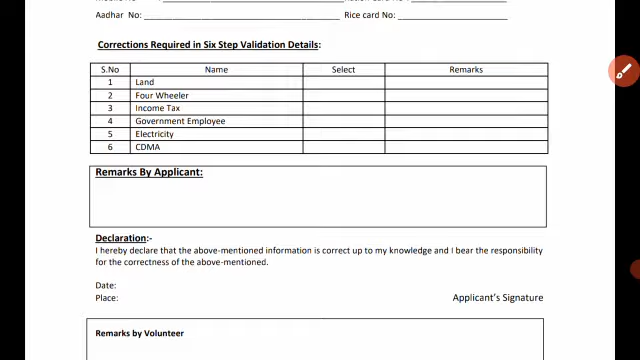 Aadhar No: ______________________________ Rice card No: ______________________
Corrections Required in Six Step Validation Details:
S.No Name Select Remarks
1 Land
2 Four Wheeler
3 Income Tax
4 Government Employee
5 Electricity
6 CDMA
Remarks By Applicant:
Declaration:-
I hereby declare that the above-mentioned information is correct up to my knowledge and I bear the responsibility
for the correctness of the above-mentioned.
Date:
Place: Applicant's Signature
Remarks by Volunteer